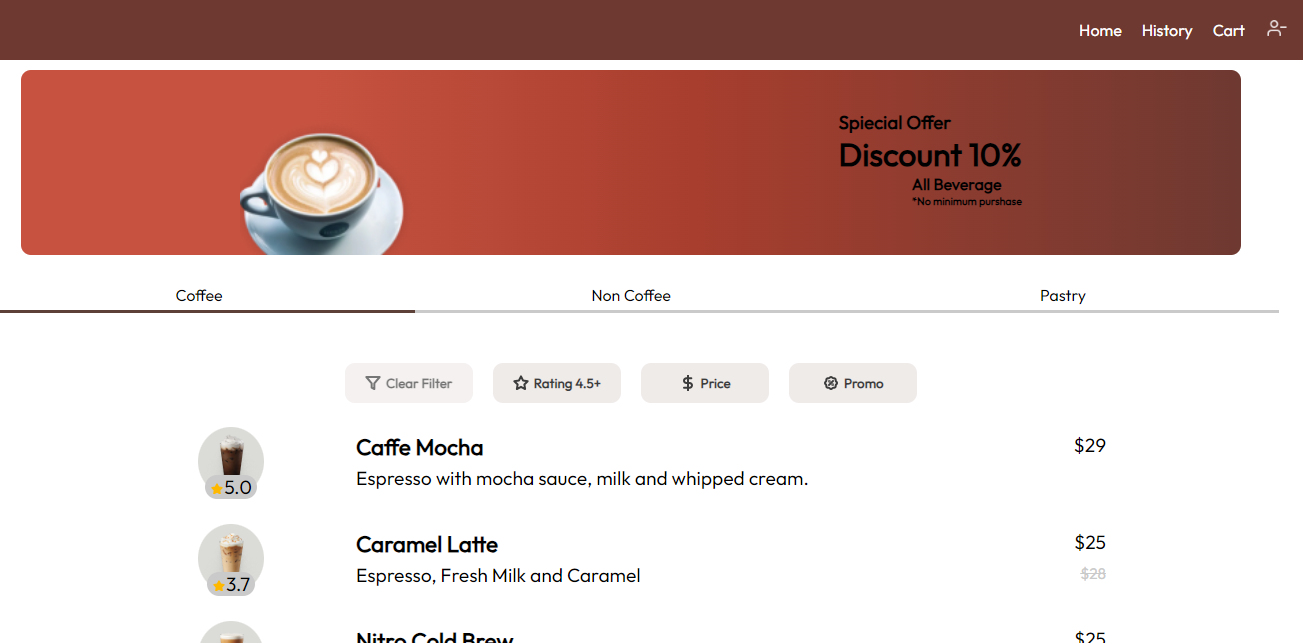 Home History Cart
Spiecial Offer
Discount 10%
All Beverage
*No minimum purshase
Coffee Non Coffee Pastry
Clear Filter Rating 4.5+ $ Price Promo
Caffe Mocha $29
Espresso with mocha sauce, milk and whipped cream.
5.0
Caramel Latte $25
Espresso, Fresh Milk and Caramel $28
3.7
Nitro Cold Brew $25